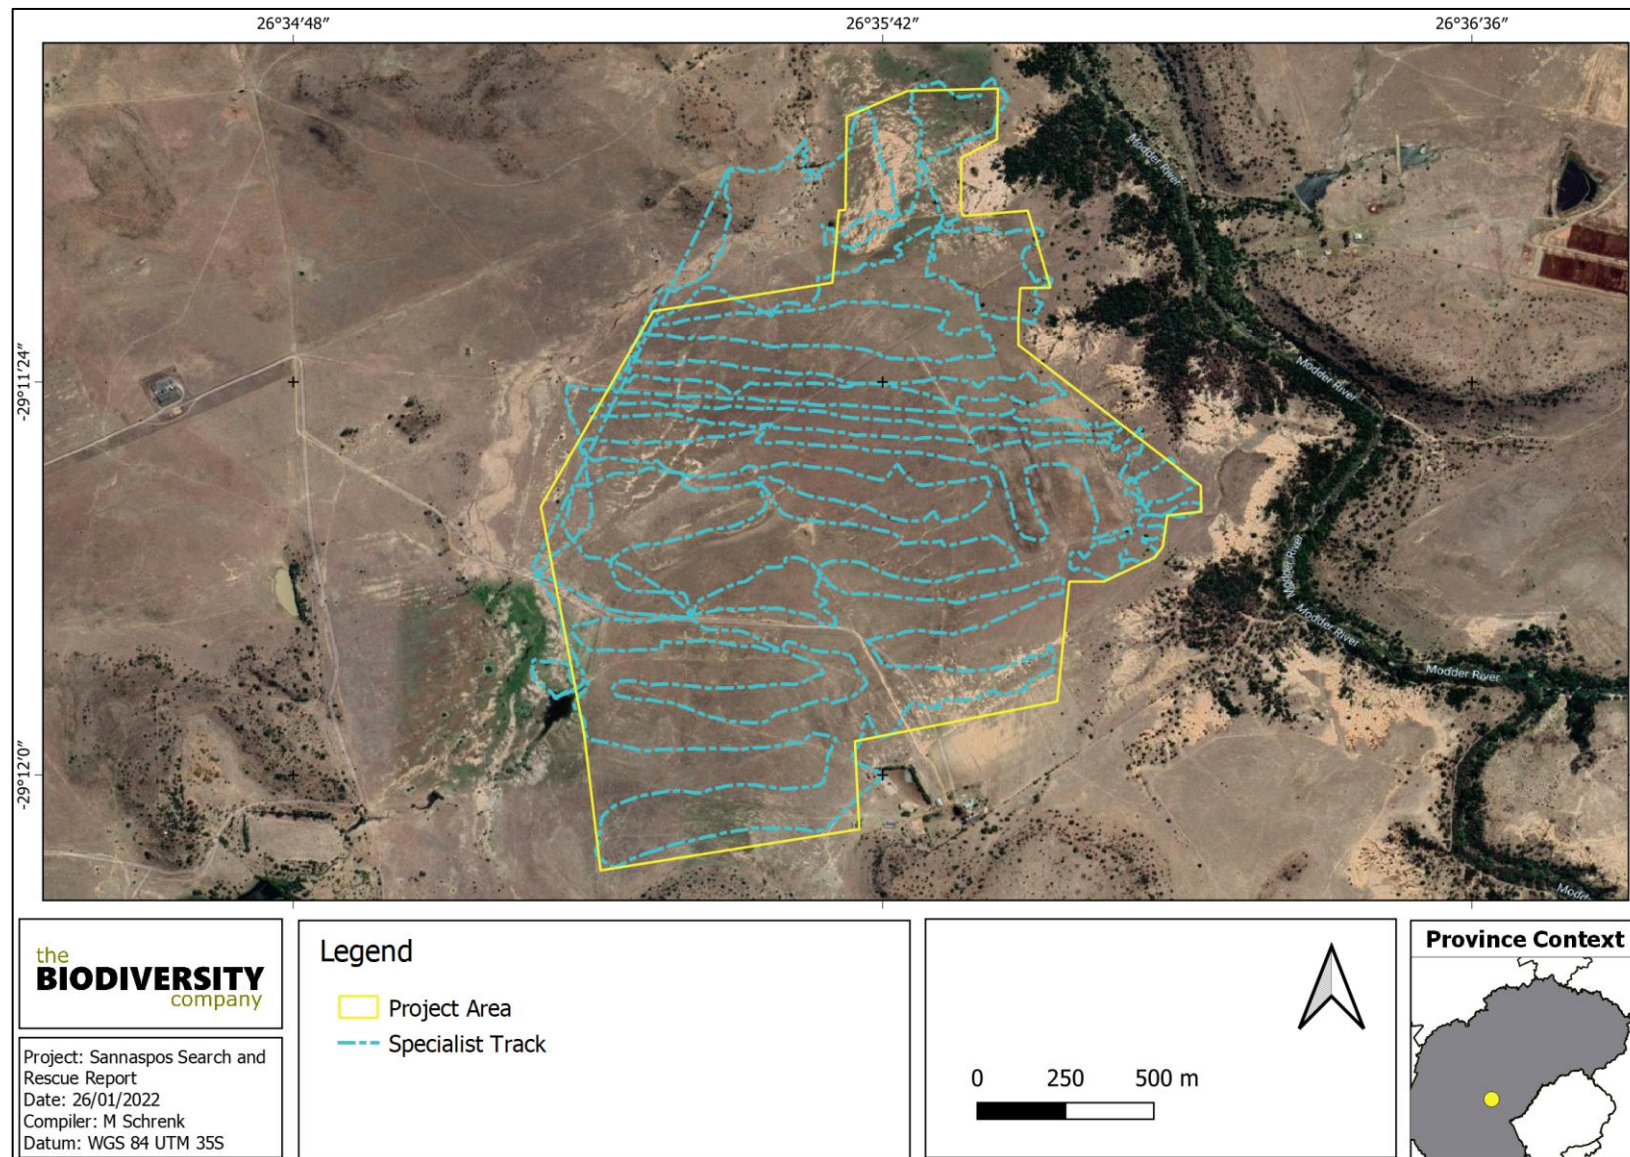 26°34′48″
26°35′42″
26°36′36″
-29°11′24″
-29°12′0″
Modder River
Modder River
Modder River
Modder River
Modder River
Modde
the
BIODIVERSITY
company
Project: Sannaspos Search and
Rescue Report
Date: 26/01/2022
Compiler: M Schrenk
Datum: WGS 84 UTM 35S
Legend
Project Area
Specialist Track
0 250 500 m
Province Context